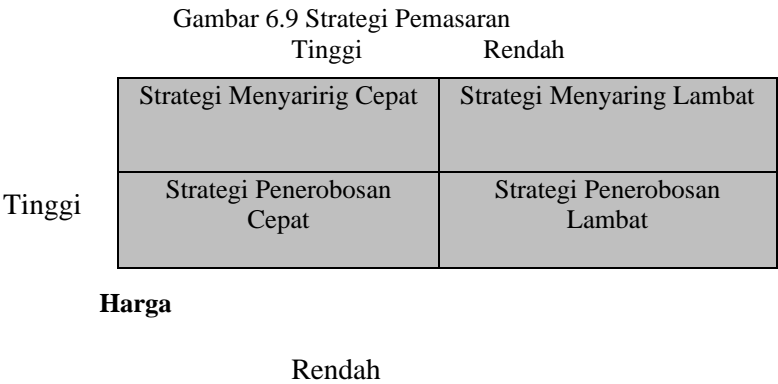 Gambar 6.9 Strategi Pemasaran
Tinggi Rendah
Strategi Menyaririg Cepat Strategi Menyaring Lambat
Tinggi
Strategi Penerobosan
Cepat
Strategi Penerobosan
Lambat
Harga
Rendah